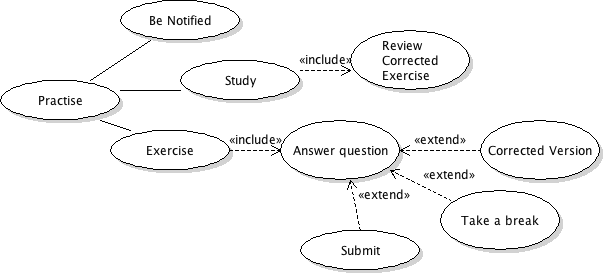 Be Notified
Review
Corrected
Exercise
«include»
Study
Practise
«include»
«extend»
Exercise
Answer question
Corrected Version
«extend»
«extend»
Take a break
Submit